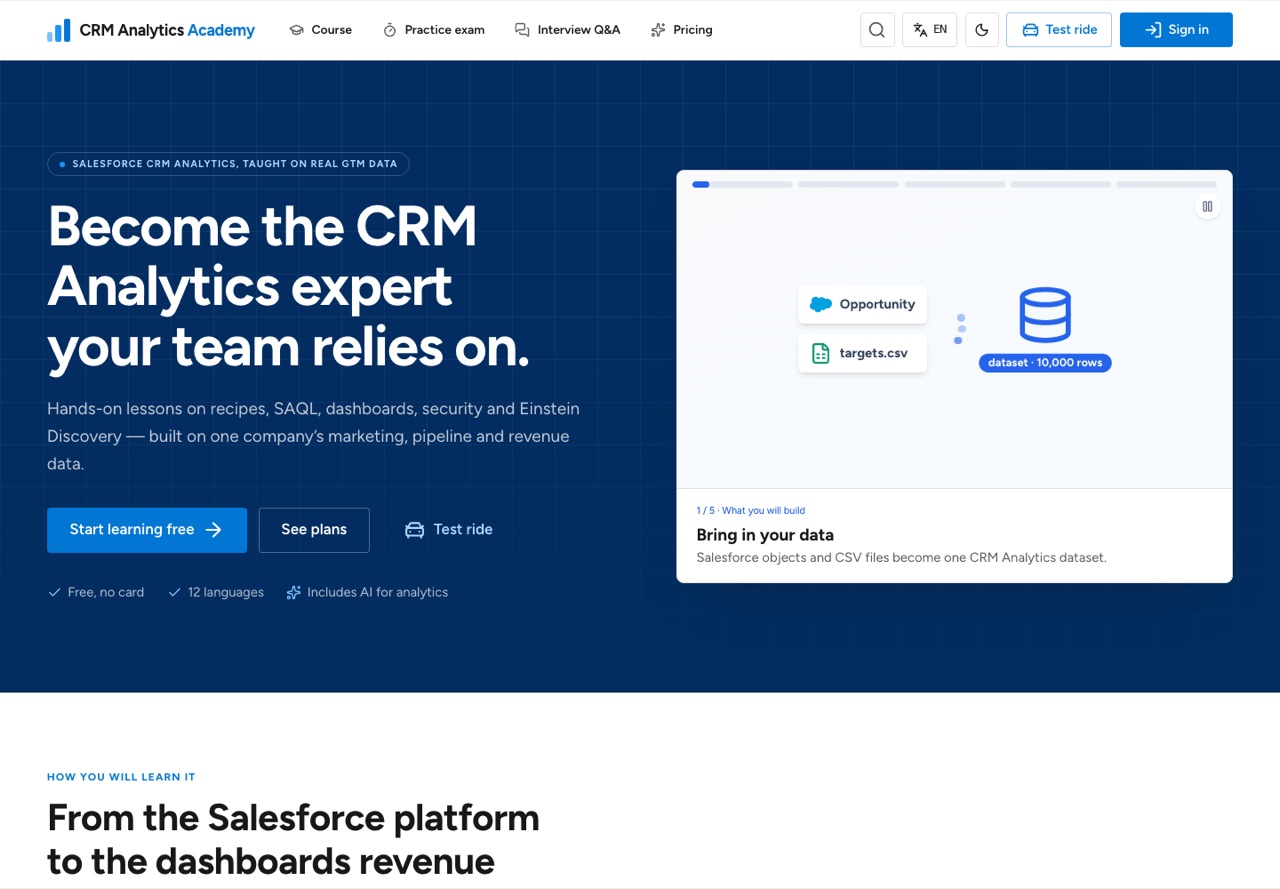 CRM Analytics Academy
Course
Practice exam
Interview Q&A
Pricing
EN
Test ride
Sign in
SALESFORCE CRM ANALYTICS, TAUGHT ON REAL GTM DATA
Become the CRM
Analytics expert
your team relies on.
Hands-on lessons on recipes, SAQL, dashboards, security and Einstein
Discovery — built on one company’s marketing, pipeline and revenue
data.
Start learning free
See plans
Test ride
Free, no card
12 languages
Includes AI for analytics
Opportunity
targets.csv
dataset · 10,000 rows
1 / 5 · What you will build
Bring in your data
Salesforce objects and CSV files become one CRM Analytics dataset.
HOW YOU WILL LEARN IT
From the Salesforce platform
to the dashboards revenue